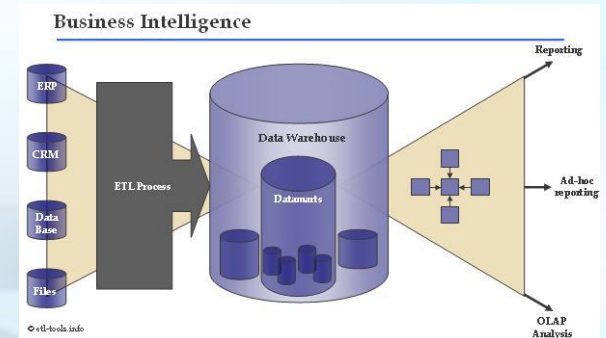 Business Intelligence
Reporting
ERP
CRM
Data
Base
Files
ETL Process
Data Warehouse
Datamarts
Ad-hoc
reporting
OLAP
Analysis
© etl-tools.info